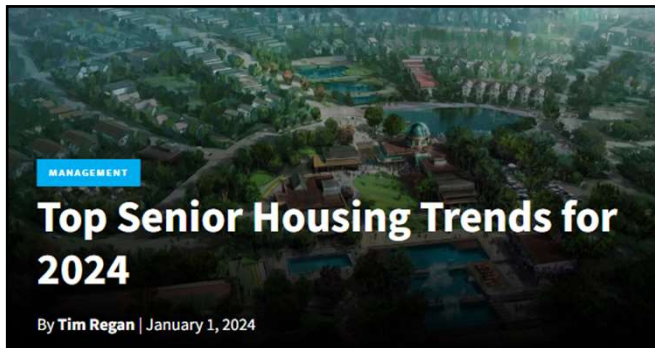 MANAGEMENT
Top Senior Housing Trends for
2024
By Tim Regan | January 1, 2024